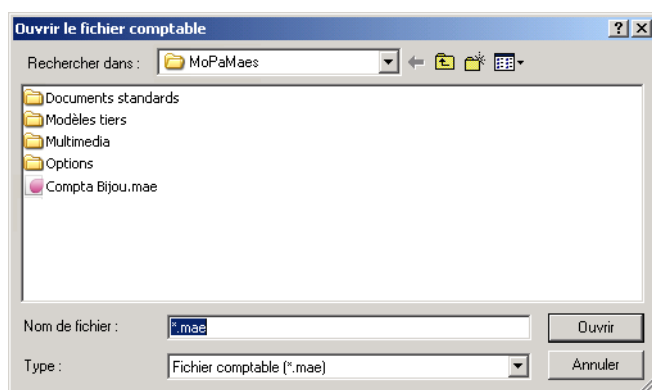 Ouvrir le fichier comptable
Rechercher dans : MoPaMaes
Documents standards
Modèles tiers
Multimedia
Options
Compta Bijou.mae
Nom de fichier : *.mae Ouvrir
Type : Fichier comptable (*.mae) Annuler